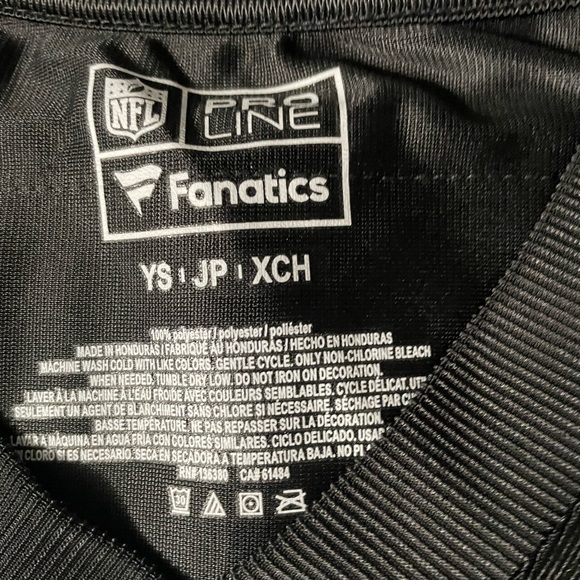 NFL PRO LINE
Fanatics
YS JP XCH
100% polyester / polyester / poliéster
MADE IN HONDURAS / FABRIQUÉ AU HONDURAS / HECHO EN HONDURAS
MACHINE WASH COLD WITH LIKE COLORS, GENTLE CYCLE. ONLY NON-CHLORINE BLEACH
WHEN NEEDED. TUMBLE DRY LOW. DO NOT IRON ON DECORATION.
LAVER À LA MACHINE À L'EAU FROIDE AVEC COULEURS SEMBLABLES. CYCLE DÉLICAT.
SEULEMENT UN AGENT DE BLANCHIMENT SANS CHLORE SI NÉCESSAIRE. SÉCHAGE PAR
BASSE TEMPÉRATURE. NE PAS REPASSER SUR LA DÉCORATION.
LAVAR A MÁQUINA EN AGUA FRÍA CON COLORES SIMILARES. CICLO DELICADO.
CLORO SI ES NECESARIO. SECA EN SECADORA A TEMPERATURA BAJA. NO
RN# 136380 CA# 61484
30